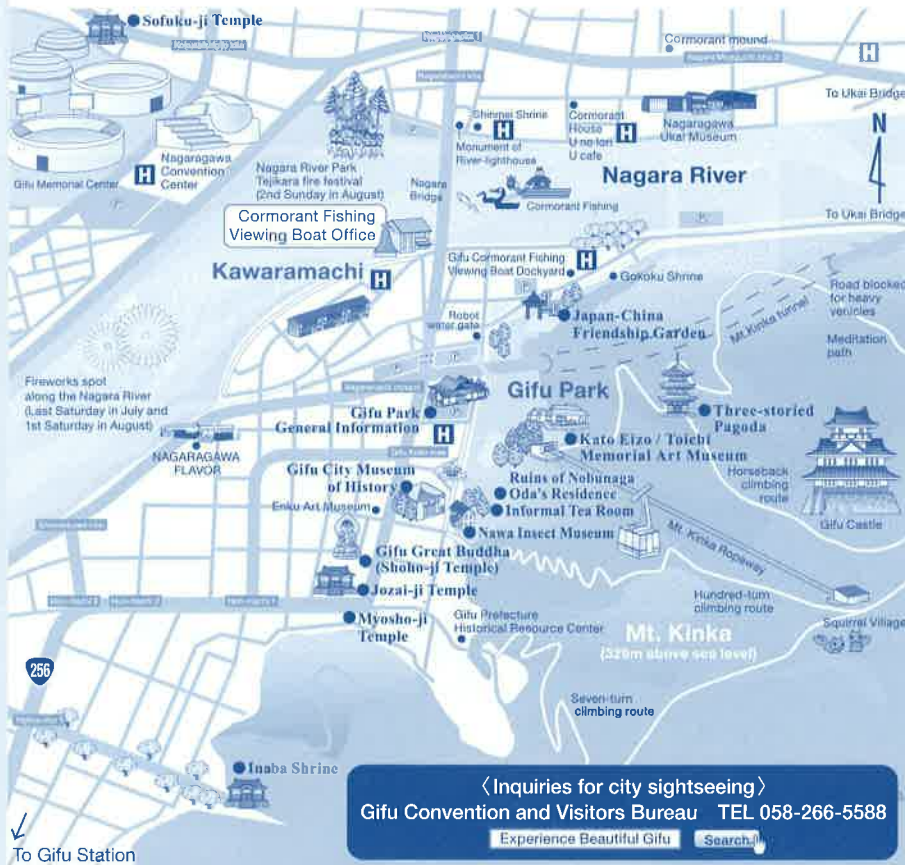 Sofuku-ji Temple
Cormorant mound
H
To Ukai Bridge
N
Gifu Memorial Center
H
Nagaragawa
Convention
Center
Nagara River Park
Tejikara fire festival
(2nd Sunday in August)
Nagara
Bridge
Shinmei Shrine
H
Monument of
River-lighthouse
Cormorant
House
U no Iori
U cafe
H
Nagaragawa
Ukai Museum
Nagara River
Cormorant Fishing
To Ukai Bridge
Cormorant Fishing
Viewing Boat Office
Kawaramachi
H
Gifu Cormorant Fishing
Viewing Boat Dockyard
H
Gokoku Shrine
P
Robot
water gate
Japan-China
Friendship Garden
Mt.Kinka tunnel
Road blocked
for heavy
vehicles
Meditation
path
Fireworks spot
along the Nagara River
(Last Saturday in July and
1st Saturday in August)
NAGARAGAWA
FLAVOR
Gifu Park
Gifu Park
General Information
H
Three-storied
Pagoda
Kato Eizo / Toichi
Memorial Art Museum
Horseback
climbing
route
Gifu Castle
Gifu City Museum
of History
Enku Art Museum
Ruins of Nobunaga
Oda's Residence
Informal Tea Room
Nawa Insect Museum
Mt. Kinka Ropeway
Gifu Great Buddha
(Shoho-ji Temple)
Jozai-ji Temple
Myosho-ji
Temple
Gifu Prefecture
Historical Resource Center
Hundred-turn
climbing route
Mt. Kinka
(329m above sea level)
Squirrel Village
256
Seven-turn
climbing route
Inaba Shrine
To Gifu Station
〈Inquiries for city sightseeing〉
Gifu Convention and Visitors Bureau TEL 058-266-5588
Experience Beautiful Gifu Search